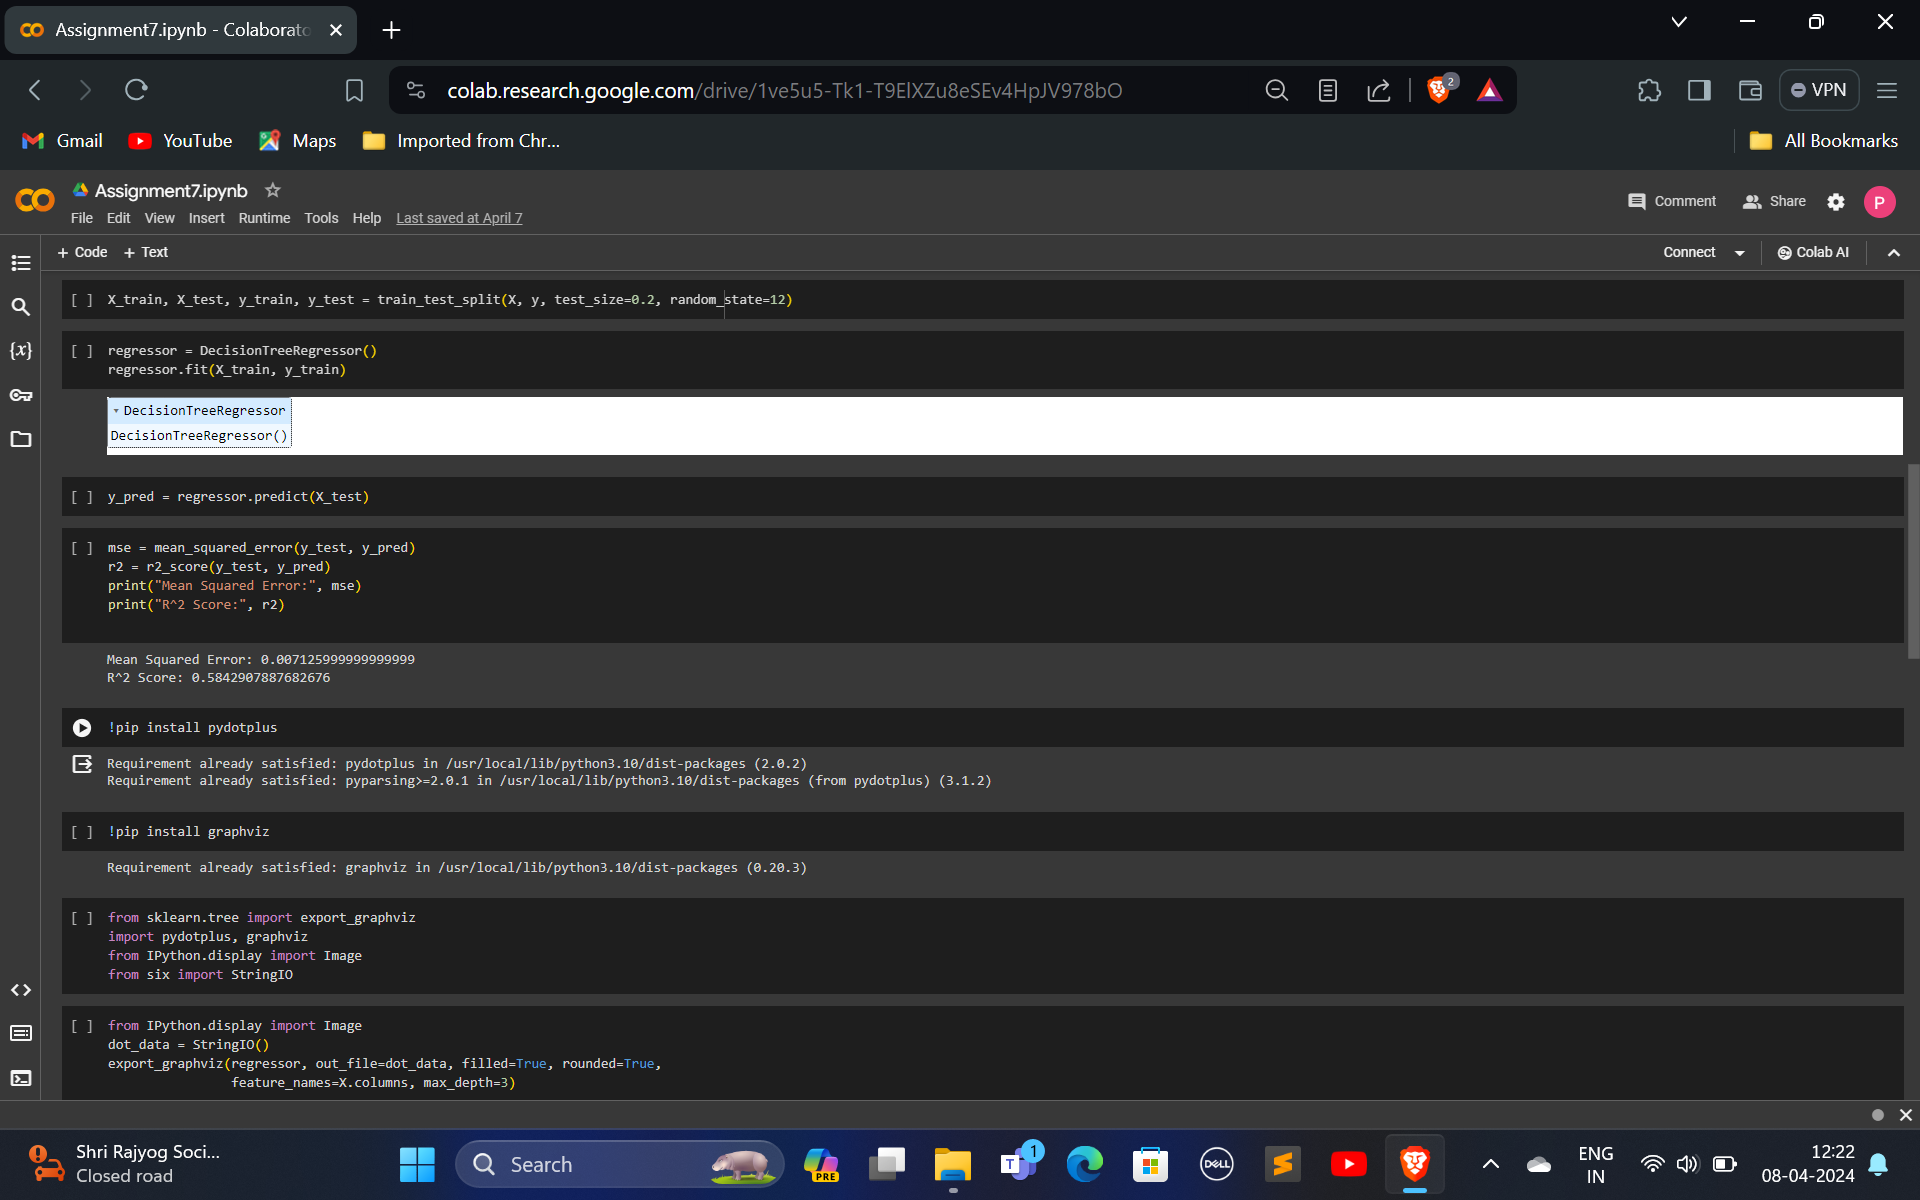 Assignment7.ipynb - Colaborato
colab.research.google.com/drive/1ve5u5-Tk1-T9ElXZu8eSEv4HpJV978bO
2
VPN
Gmail
YouTube
Maps
Imported from Chr...
All Bookmarks
Assignment7.ipynb
File Edit View Insert Runtime Tools Help Last saved at April 7
Comment
Share
P
+ Code + Text
Connect
Colab AI
{x}
[ ] X_train, X_test, y_train, y_test = train_test_split(X, y, test_size=0.2, random_state=12)
[ ] regressor = DecisionTreeRegressor()
regressor.fit(X_train, y_train)
DecisionTreeRegressor
DecisionTreeRegressor()
[ ] y_pred = regressor.predict(X_test)
[ ] mse = mean_squared_error(y_test, y_pred)
r2 = r2_score(y_test, y_pred)
print("Mean Squared Error:", mse)
print("R^2 Score:", r2)
Mean Squared Error: 0.007125999999999999
R^2 Score: 0.5842907887682676
!pip install pydotplus
Requirement already satisfied: pydotplus in /usr/local/lib/python3.10/dist-packages (2.0.2)
Requirement already satisfied: pyparsing>=2.0.1 in /usr/local/lib/python3.10/dist-packages (from pydotplus) (3.1.2)
[ ] !pip install graphviz
Requirement already satisfied: graphviz in /usr/local/lib/python3.10/dist-packages (0.20.3)
[ ] from sklearn.tree import export_graphviz
import pydotplus, graphviz
from IPython.display import Image
from six import StringIO
[ ] from IPython.display import Image
dot_data = StringIO()
export_graphviz(regressor, out_file=dot_data, filled=True, rounded=True,
feature_names=X.columns, max_depth=3)
Shri Rajyog Soci...
Closed road
Search
PRE
T
1
DELL
ENG
IN
12:22
08-04-2024